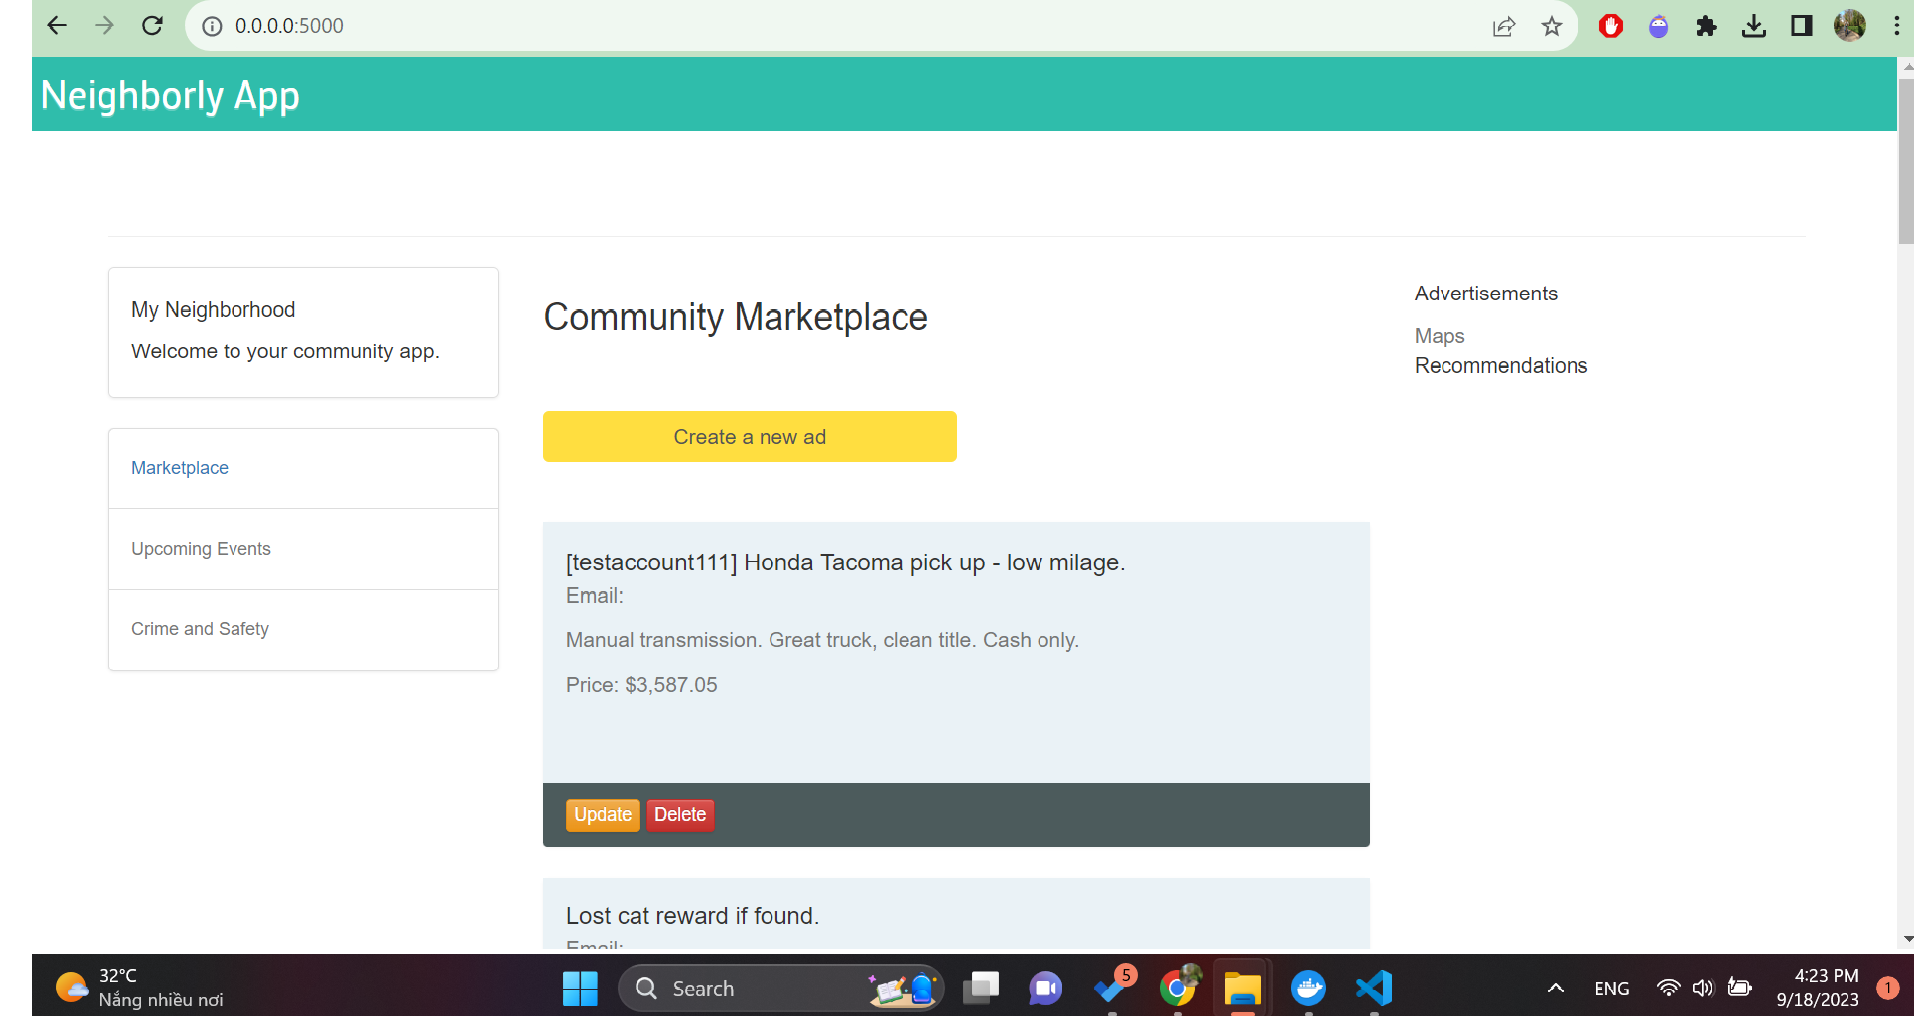 0.0.0.0:5000
Neighborly App
My Neighborhood
Welcome to your community app.
Marketplace
Upcoming Events
Crime and Safety
Community Marketplace
Create a new ad
[testaccount111] Honda Tacoma pick up - low milage.
Email:
Manual transmission. Great truck, clean title. Cash only.
Price: $3,587.05
Update Delete
Lost cat reward if found.
Email:
Advertisements
Maps
Recommendations
32°C
Nắng nhiều nơi
Search
5
ENG
4:23 PM
9/18/2023
1